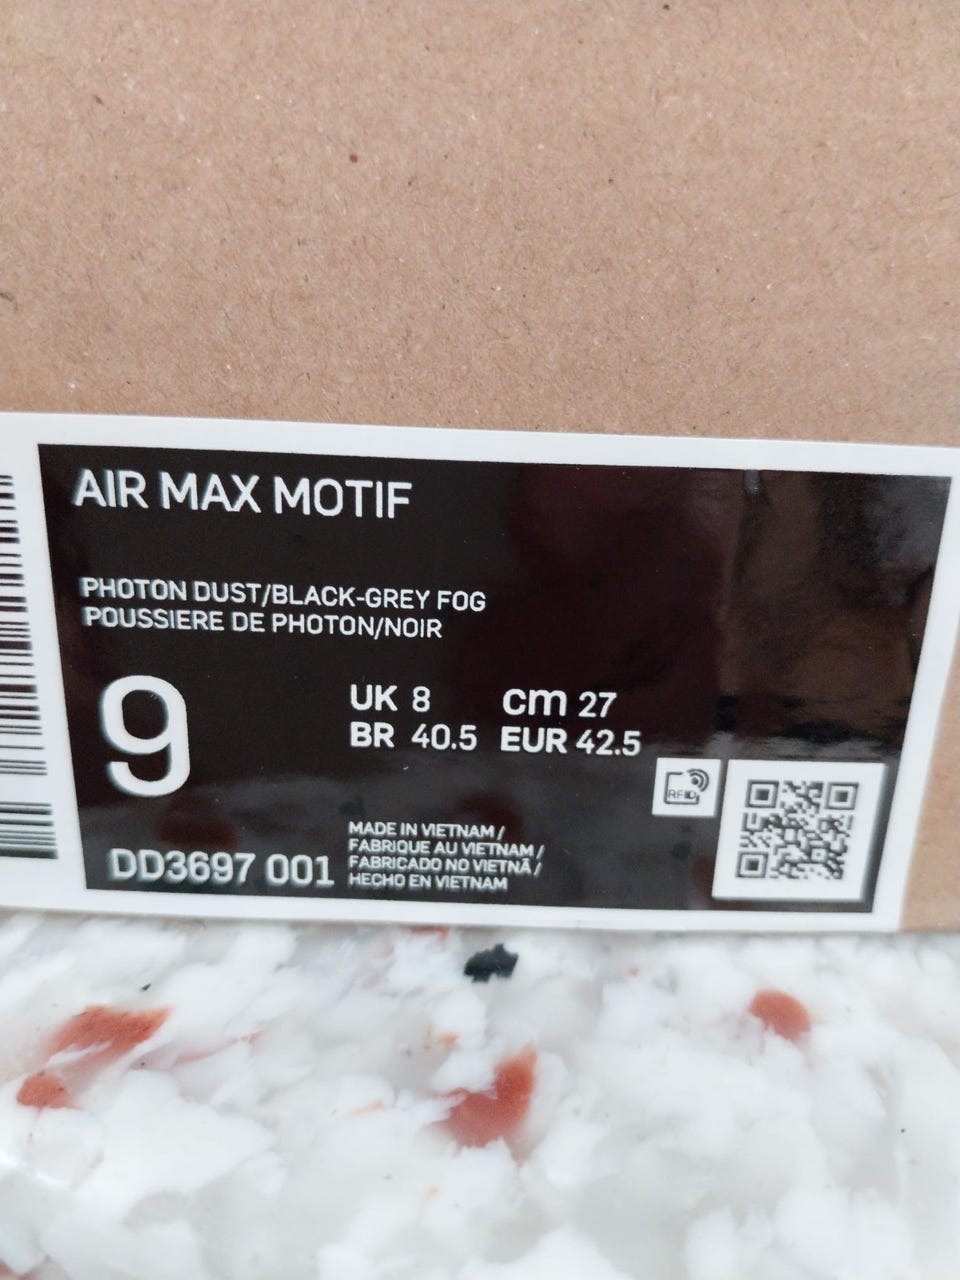 AIR MAX MOTIF
PHOTON DUST/BLACK-GREY FOG
POUSSIERE DE PHOTON/NOIR
9
UK 8 cm 27
BR 40.5 EUR 42.5
RFID
MADE IN VIETNAM /
FABRIQUE AU VIETNAM /
FABRICADO NO VIETNÃ /
HECHO EN VIETNAM
DD3697 001